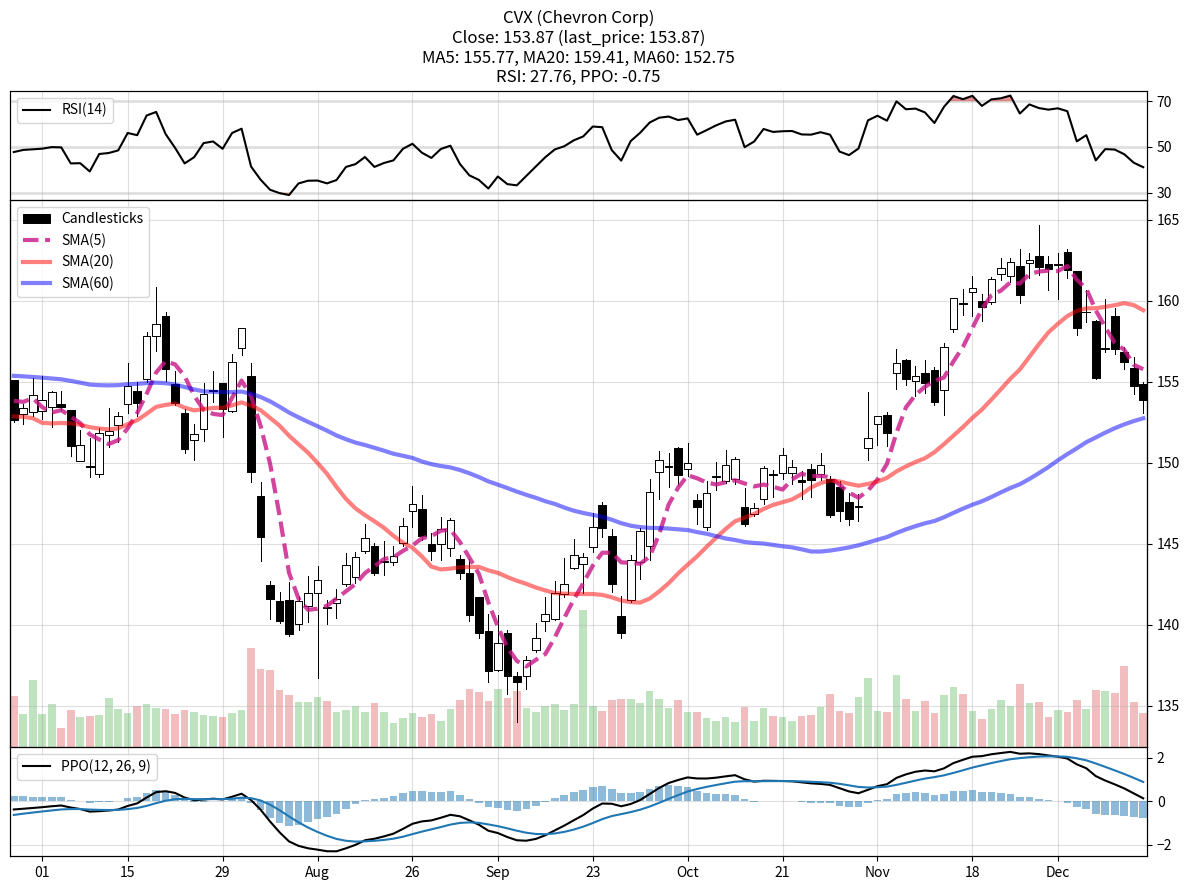 CVX (Chevron Corp)
Close: 153.87 (last_price: 153.87)
MA5: 155.77, MA20: 159.41, MA60: 152.75
RSI: 27.76, PPO: -0.75
RSI(14)
70
50
30
Candlesticks
SMA(5)
SMA(20)
SMA(60)
165
160
155
150
145
140
135
PPO(12, 26, 9)
2
0
−2
01 15 29 Aug 26 Sep 23 Oct 21 Nov 18 Dec